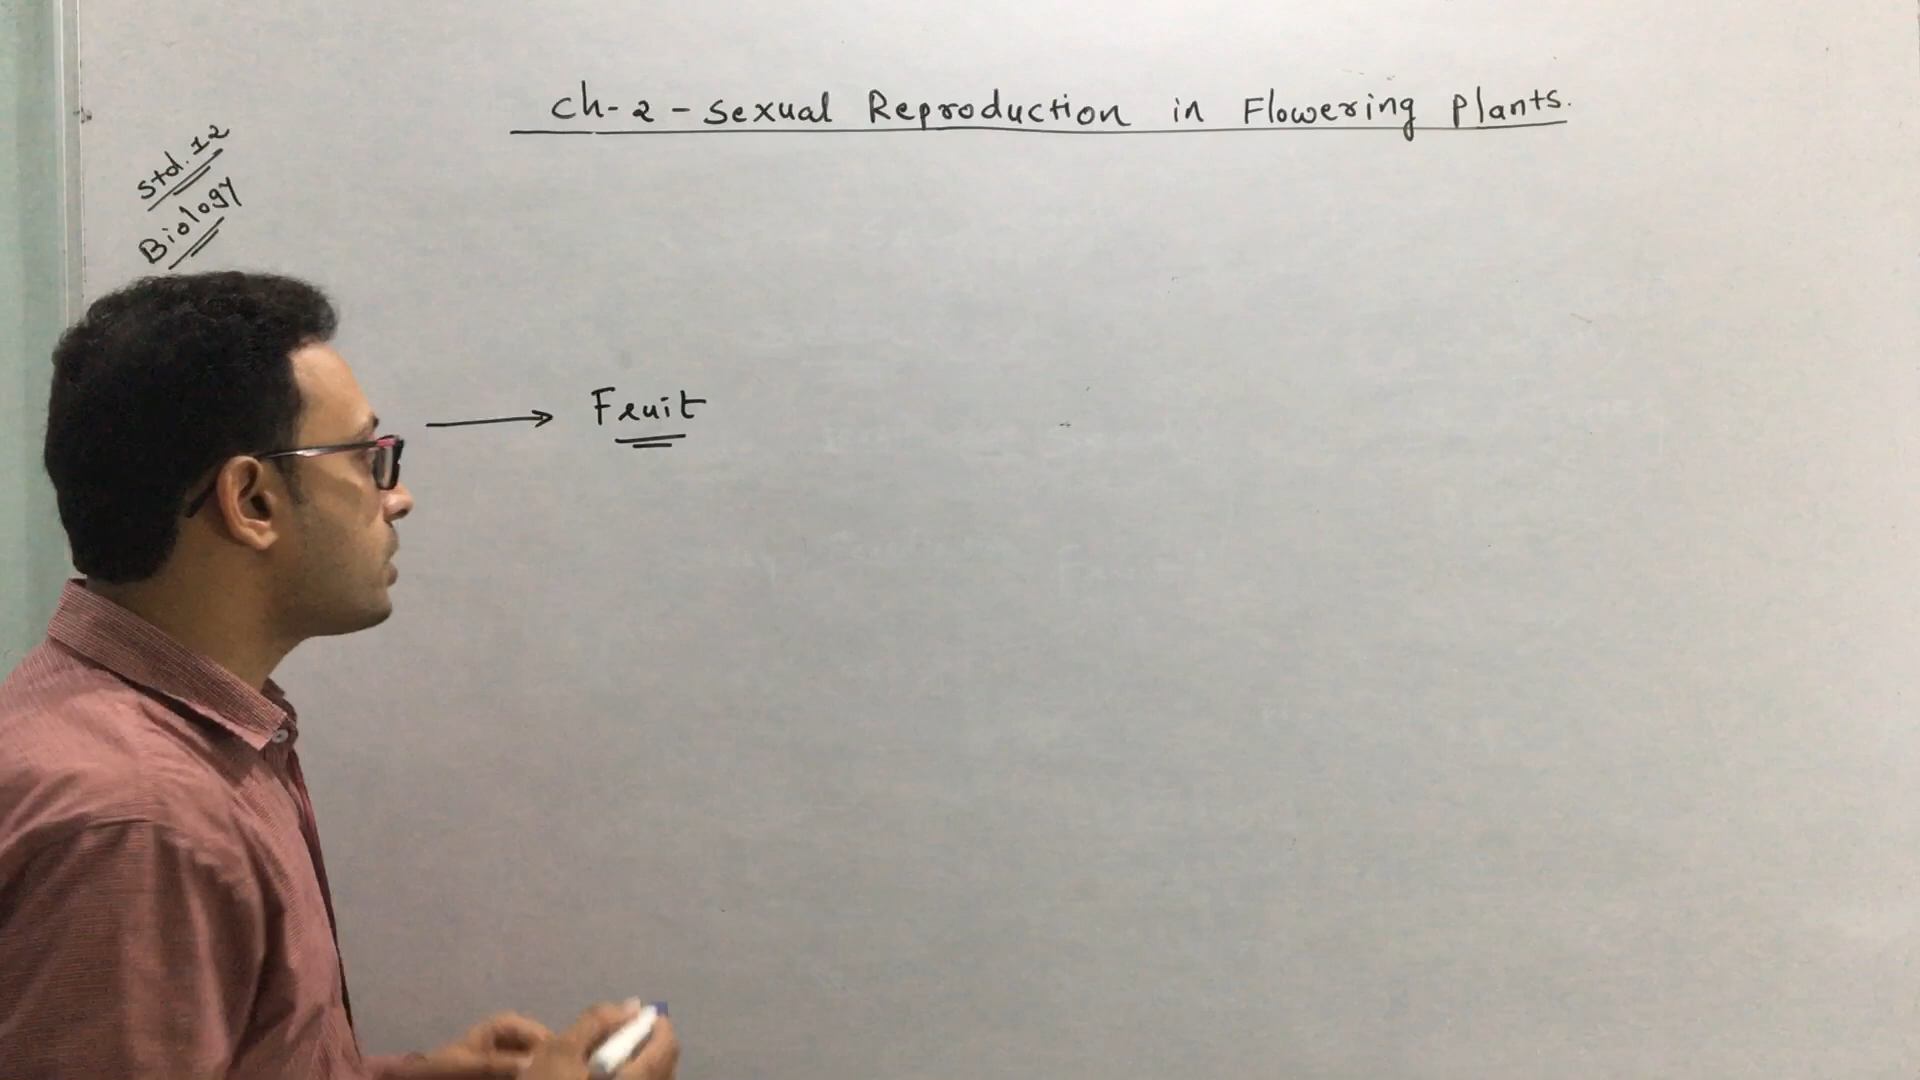 Ch-2 - Sexual Reproduction in Flowering Plants.
Std. 12
Biology
→ Fruit